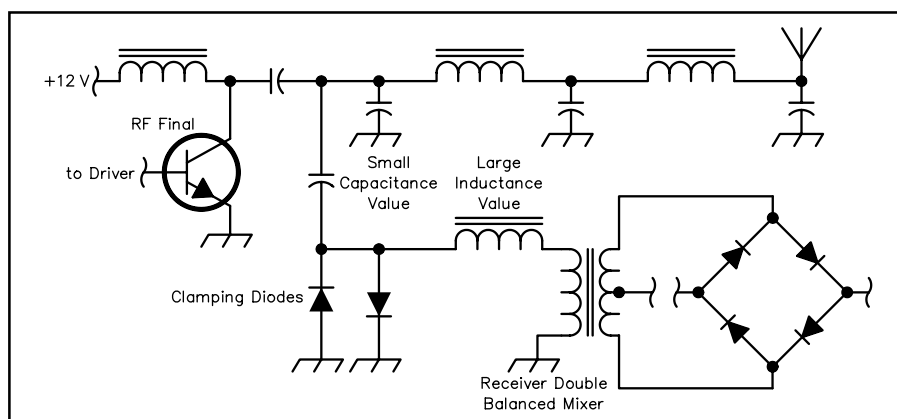 +12 V
RF Final
to Driver
Small
Capacitance
Value
Large
Inductance
Value
Clamping Diodes
Receiver Double
Balanced Mixer